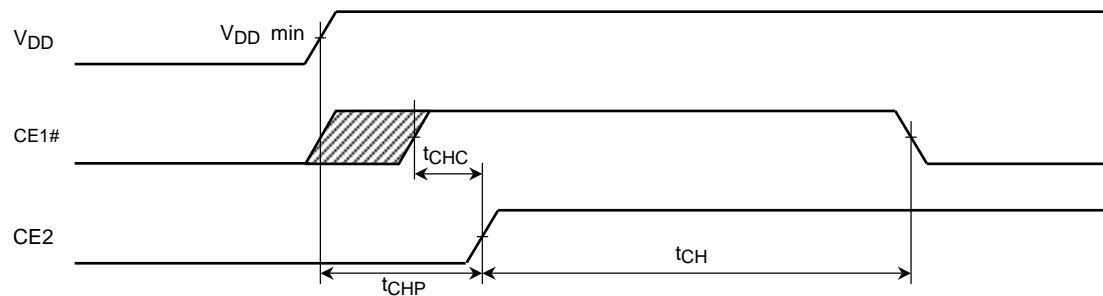 VDD
VDD min
CE1#
tCHC
CE2
tCH
tCHP